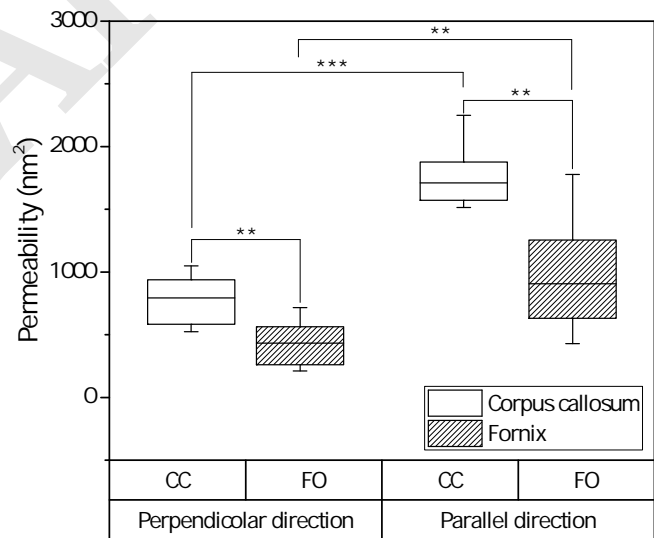 3000
**
***
**
2000
Permeability (nm²)
**
1000
0
Corpus callosum
Fornix
CC FO CC FO
Perpendicolar direction Parallel direction